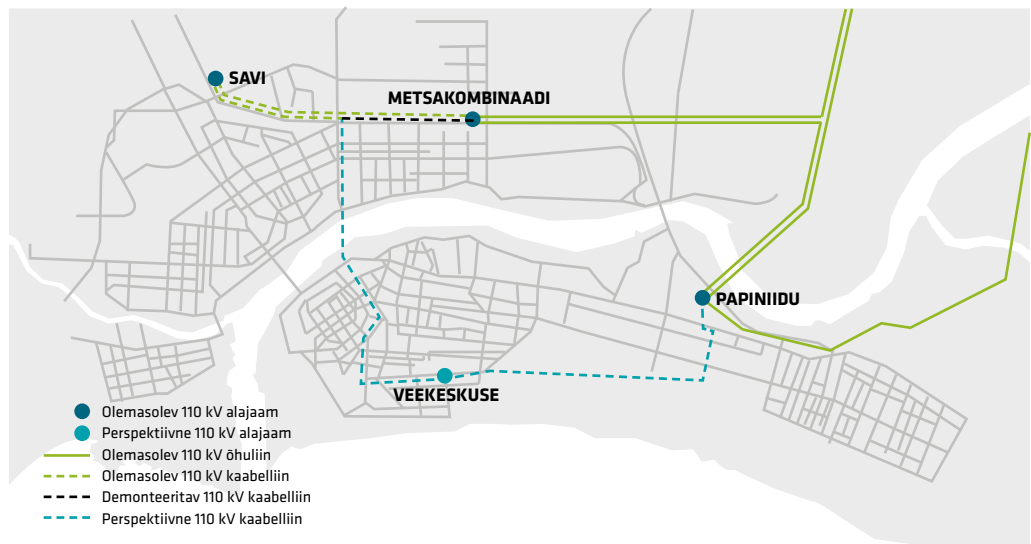 SAVI
METSAKOMBINAADI
PAPINIIDU
VEEKESKUSE
Olemasolev 110 kV alajaam
Perspektiivne 110 kV alajaam
Olemasolev 110 kV õhuliin
Olemasolev 110 kV kaabelliin
Demonteeritav 110 kV kaabelliin
Perspektiivne 110 kV kaabelliin